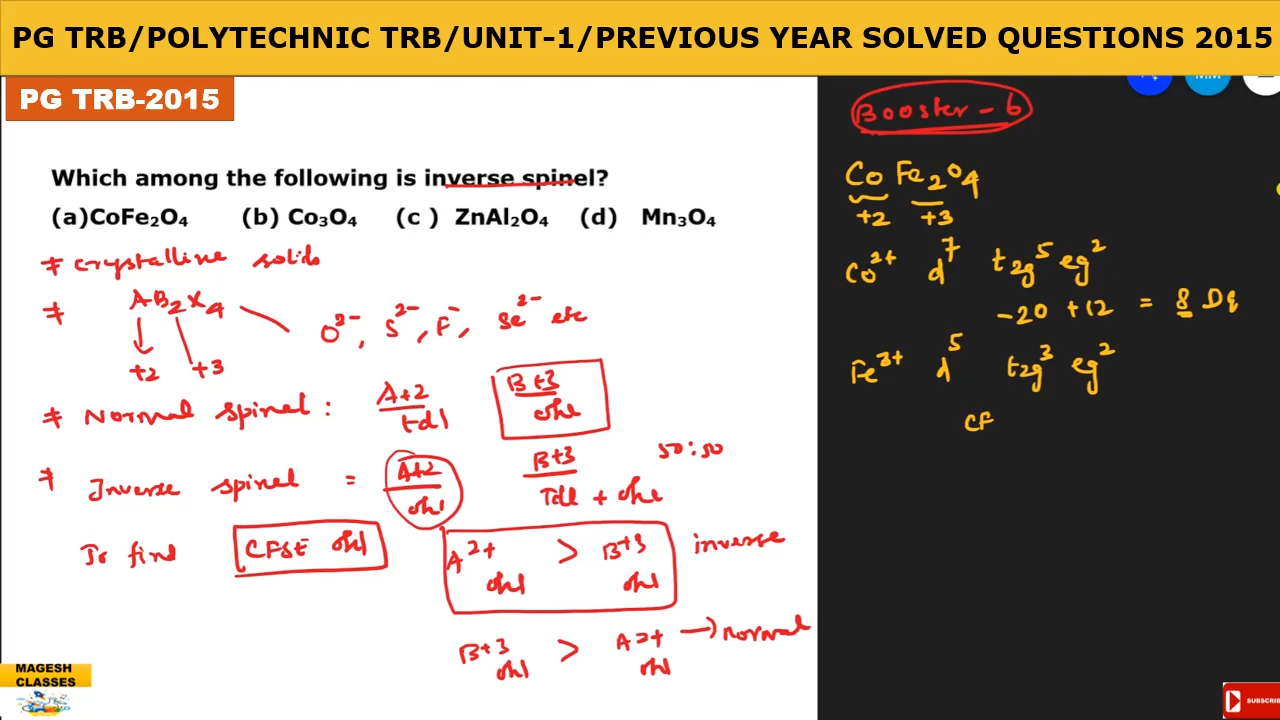 PG TRB/POLYTECHNIC TRB/UNIT-1/PREVIOUS YEAR SOLVED QUESTIONS 2015
PG TRB-2015
Which among the following is inverse spinel?
(a)CoFe₂O₄ (b) Co₃O₄ (c ) ZnAl₂O₄ (d) Mn₃O₄
* Crystalline solids
* AB₂X₄ O²⁻, S²⁻, F⁻, Se²⁻ etc
+2 +3
* Normal spinal : A+2 B+3
tdl ohl
* Inverse spinal = A+2 B+3 50:50
ohl Tdl + ohl
To find CFSE ohl
A²⁺ > B+3 inverse
ohl ohl
B+3 > A2+ → normal
ohl ohl
MAGESH
CLASSES
MM
Booster - 6
Co Fe₂O₄
+2 +3
Co²⁺ d⁷ t₂g⁵ eg²
-20 +12 = 8 Dq
Fe³⁺ d⁵ t₂g³ eg²
CF
SUBSCRIBE